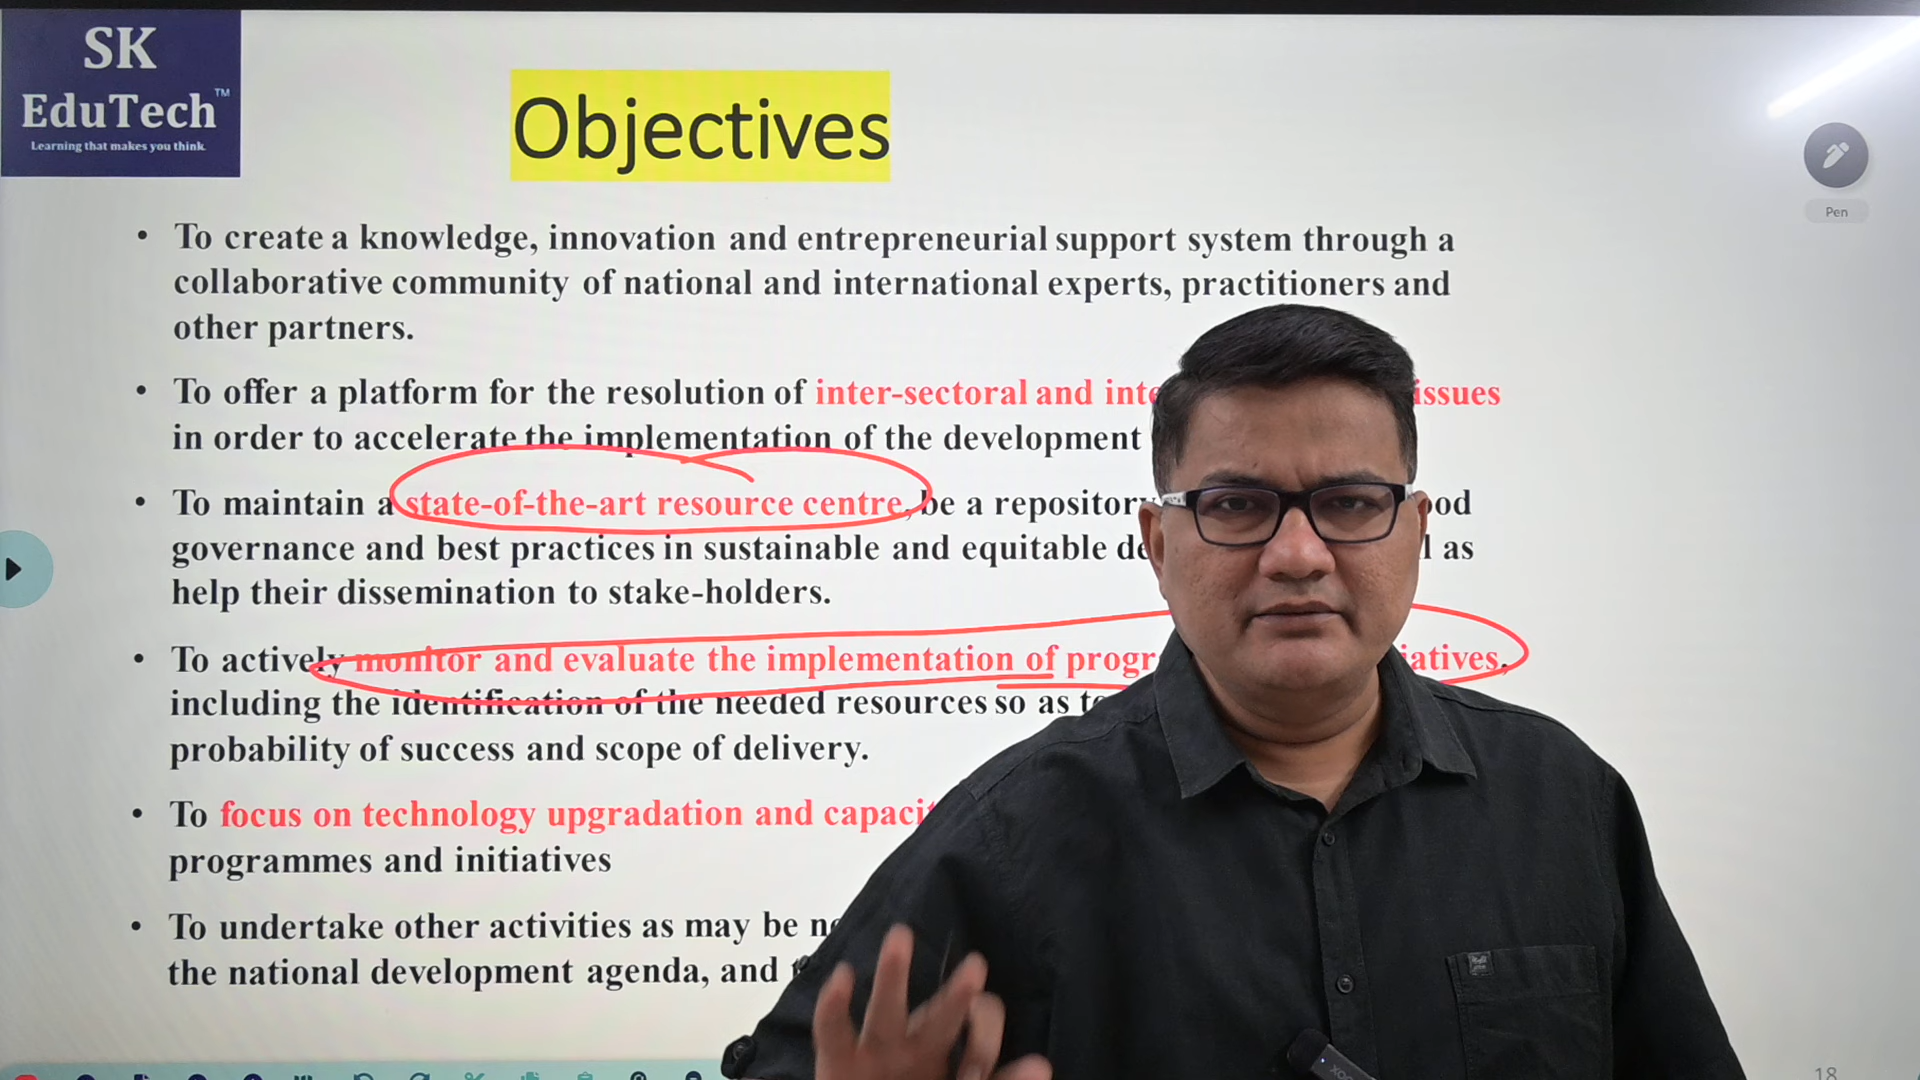 SK
EduTech™
Learning that makes you think.
Objectives
Pen
• To create a knowledge, innovation and entrepreneurial support system through a
collaborative community of national and international experts, practitioners and
other partners.
• To offer a platform for the resolution of inter-sectoral and issues
in order to accelerate the implementation of the development
• To maintain a state-of-the-art resource centre, be a repository
governance and best practices in sustainable and equitable as
help their dissemination to stake-holders.
• To actively monitor and evaluate the implementation of
including the identification of the needed resources so as
probability of success and scope of delivery.
• To focus on technology upgradation and
programmes and initiatives
• To undertake other activities as may be
the national development agenda, and
18